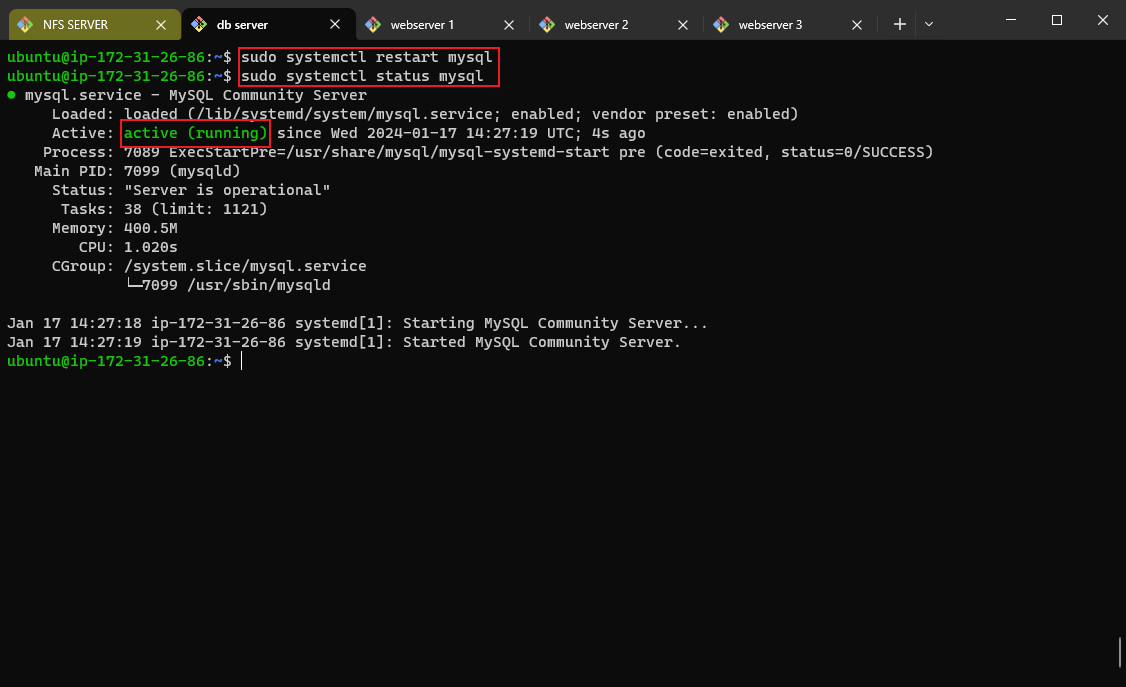 NFS SERVER
db server
webserver 1
webserver 2
webserver 3
ubuntu@ip-172-31-26-86:~$ sudo systemctl restart mysql
ubuntu@ip-172-31-26-86:~$ sudo systemctl status mysql
● mysql.service - MySQL Community Server
Loaded: loaded (/lib/systemd/system/mysql.service; enabled; vendor preset: enabled)
Active: active (running) since Wed 2024-01-17 14:27:19 UTC; 4s ago
Process: 7089 ExecStartPre=/usr/share/mysql/mysql-systemd-start pre (code=exited, status=0/SUCCESS)
Main PID: 7099 (mysqld)
Status: "Server is operational"
Tasks: 38 (limit: 1121)
Memory: 400.5M
CPU: 1.020s
CGroup: /system.slice/mysql.service
└─7099 /usr/sbin/mysqld
Jan 17 14:27:18 ip-172-31-26-86 systemd[1]: Starting MySQL Community Server...
Jan 17 14:27:19 ip-172-31-26-86 systemd[1]: Started MySQL Community Server.
ubuntu@ip-172-31-26-86:~$